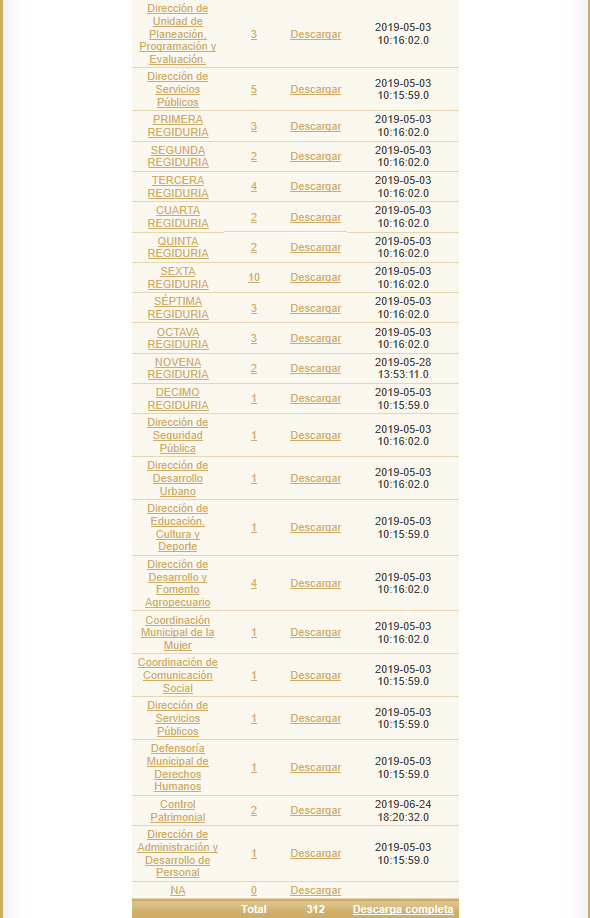 Dirección de
Unidad de
Planeación,
Programación y
Evaluación.
3
Descargar
2019-05-03
10:16:02.0
Dirección de
Servicios
Públicos
5
Descargar
2019-05-03
10:15:59.0
PRIMERA
REGIDURIA
3
Descargar
2019-05-03
10:16:02.0
SEGUNDA
REGIDURIA
2
Descargar
2019-05-03
10:16:02.0
TERCERA
REGIDURIA
4
Descargar
2019-05-03
10:16:02.0
CUARTA
REGIDURIA
2
Descargar
2019-05-03
10:16:02.0
QUINTA
REGIDURIA
2
Descargar
2019-05-03
10:16:02.0
SEXTA
REGIDURIA
10
Descargar
2019-05-03
10:16:02.0
SÉPTIMA
REGIDURIA
3
Descargar
2019-05-03
10:16:02.0
OCTAVA
REGIDURIA
3
Descargar
2019-05-03
10:16:02.0
NOVENA
REGIDURIA
2
Descargar
2019-05-28
13:53:11.0
DECIMO
REGIDURIA
1
Descargar
2019-05-03
10:15:59.0
Dirección de
Seguridad
Pública
1
Descargar
2019-05-03
10:16:02.0
Dirección de
Desarrollo
Urbano
1
Descargar
2019-05-03
10:16:02.0
Dirección de
Educación,
Cultura y
Deporte
1
Descargar
2019-05-03
10:15:59.0
Dirección de
Desarrollo y
Fomento
Agropecuario
4
Descargar
2019-05-03
10:16:02.0
Coordinación
Municipal de la
Mujer
1
Descargar
2019-05-03
10:16:02.0
Coordinación de
Comunicación
Social
1
Descargar
2019-05-03
10:15:59.0
Dirección de
Servicios
Públicos
1
Descargar
2019-05-03
10:15:59.0
Defensoría
Municipal de
Derechos
Humanos
1
Descargar
2019-05-03
10:15:59.0
Control
Patrimonial
2
Descargar
2019-06-24
18:20:32.0
Dirección de
Administración y
Desarrollo de
Personal
1
Descargar
2019-05-03
10:15:59.0
NA
0
Descargar
Total 312 Descarga completa